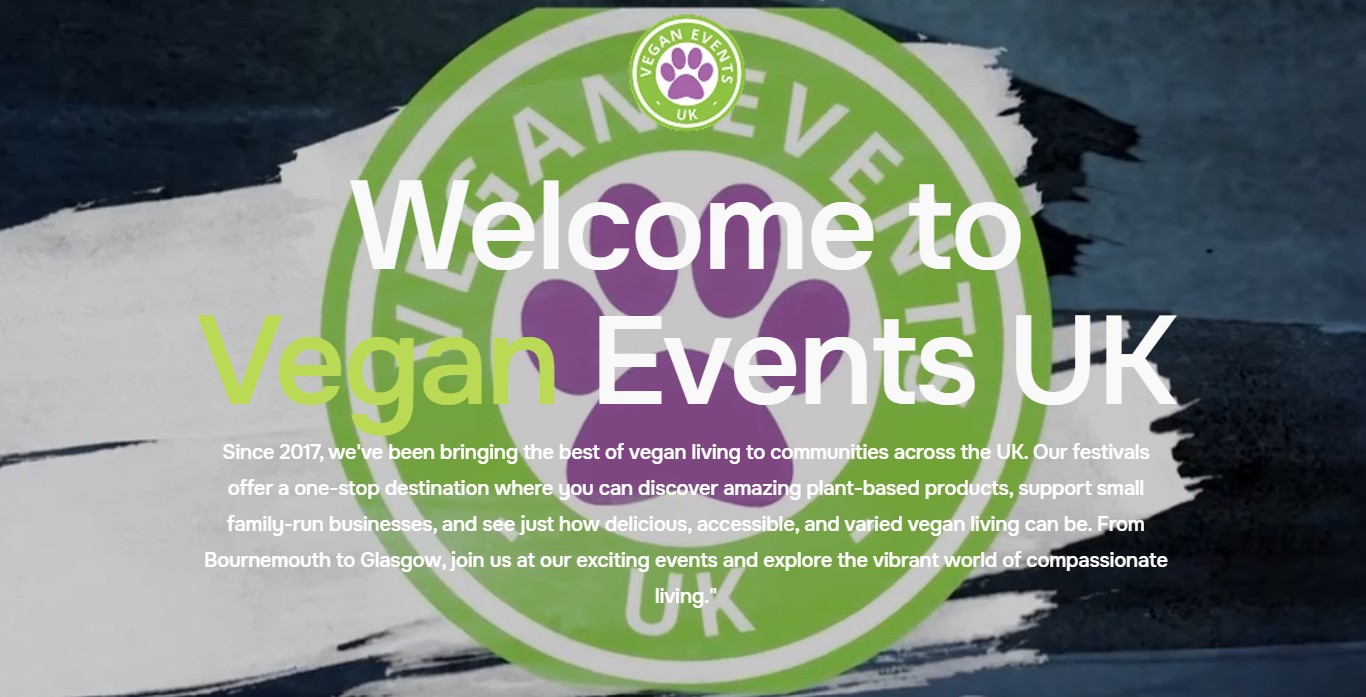 VEGAN EVENTS
UK
VEGAN EVENTS
Welcome to
Vegan Events UK
Since 2017, we've been bringing the best of vegan living to communities across the UK. Our festivals
offer a one-stop destination where you can discover amazing plant-based products, support small
family-run businesses, and see just how delicious, accessible, and varied vegan living can be. From
Bournemouth to Glasgow, join us at our exciting events and explore the vibrant world of compassionate
living."
UK